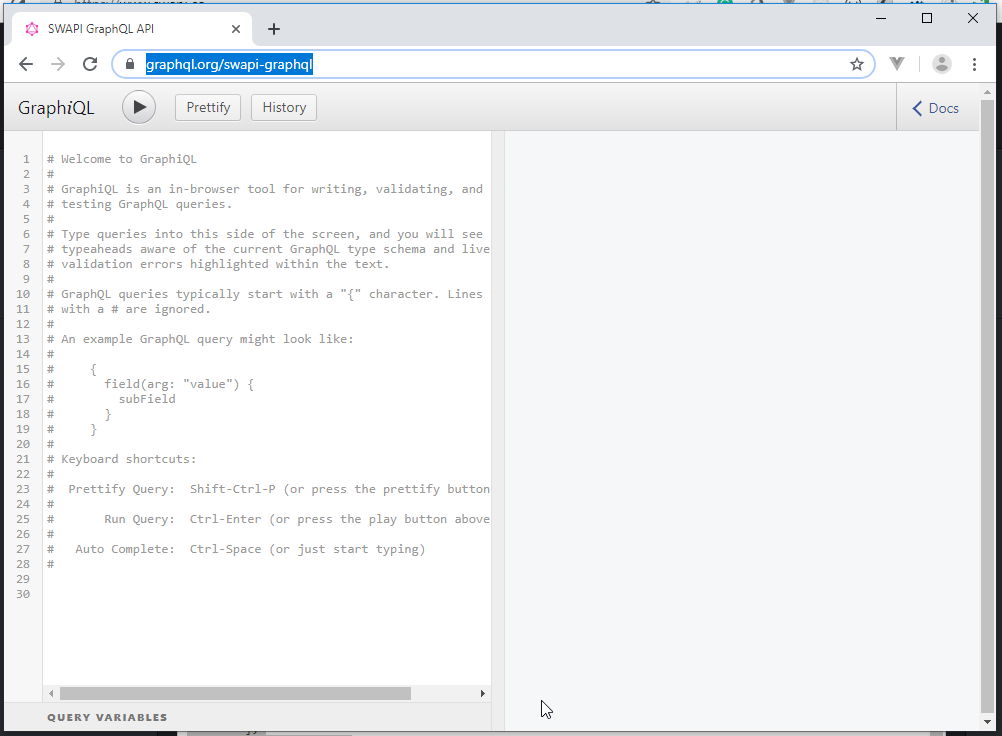 SWAPI GraphQL API
graphql.org/swapi-graphql
GraphiQL Prettify History Docs
1 # Welcome to GraphiQL
2 #
3 # GraphiQL is an in-browser tool for writing, validating, and
4 # testing GraphQL queries.
5 #
6 # Type queries into this side of the screen, and you will see
7 # typeaheads aware of the current GraphQL type schema and live
8 # validation errors highlighted within the text.
9 #
10 # GraphQL queries typically start with a "{" character. Lines
11 # with a # are ignored.
12 #
13 # An example GraphQL query might look like:
14 #
15 #     {
16 #       field(arg: "value") {
17 #         subField
18 #       }
19 #     }
20 #
21 # Keyboard shortcuts:
22 #
23 #  Prettify Query:  Shift-Ctrl-P (or press the prettify button
24 #
25 #       Run Query:  Ctrl-Enter (or press the play button above
26 #
27 #   Auto Complete:  Ctrl-Space (or just start typing)
28 #
29
30
QUERY VARIABLES